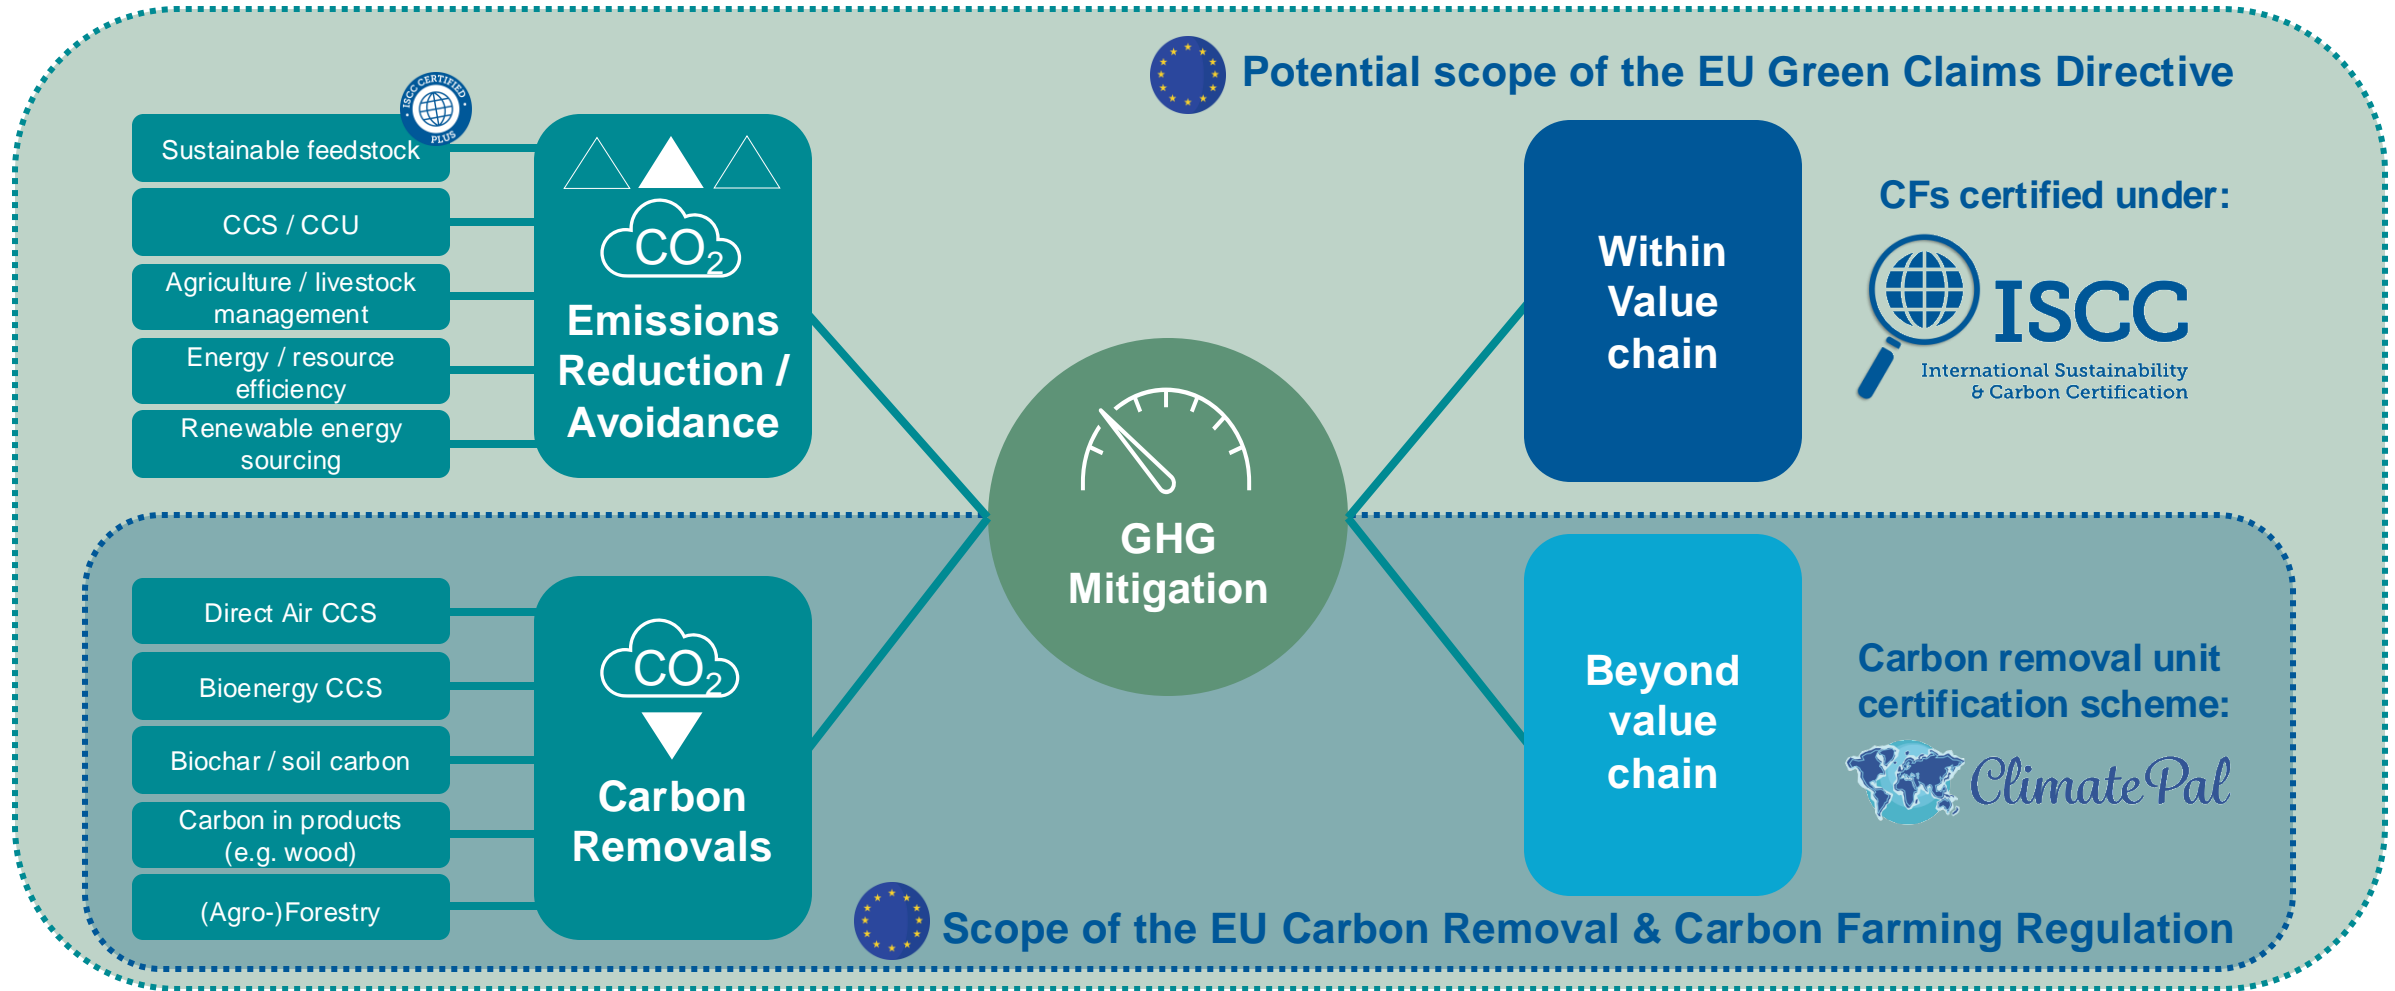 Potential scope of the EU Green Claims Directive
ISCC CERTIFIED
PLUS
Sustainable feedstock
CCS / CCU
Agriculture / livestock
management
Energy / resource
efficiency
Renewable energy
sourcing
CO2
Emissions
Reduction /
Avoidance
Direct Air CCS
Bioenergy CCS
Biochar / soil carbon
Carbon in products
(e.g. wood)
(Agro-)Forestry
CO2
Carbon
Removals
GHG
Mitigation
Within
Value
chain
CFs certified under:
ISCC
International Sustainability
& Carbon Certification
Beyond
value
chain
Carbon removal unit
certification scheme:
ClimatePal
Scope of the EU Carbon Removal & Carbon Farming Regulation